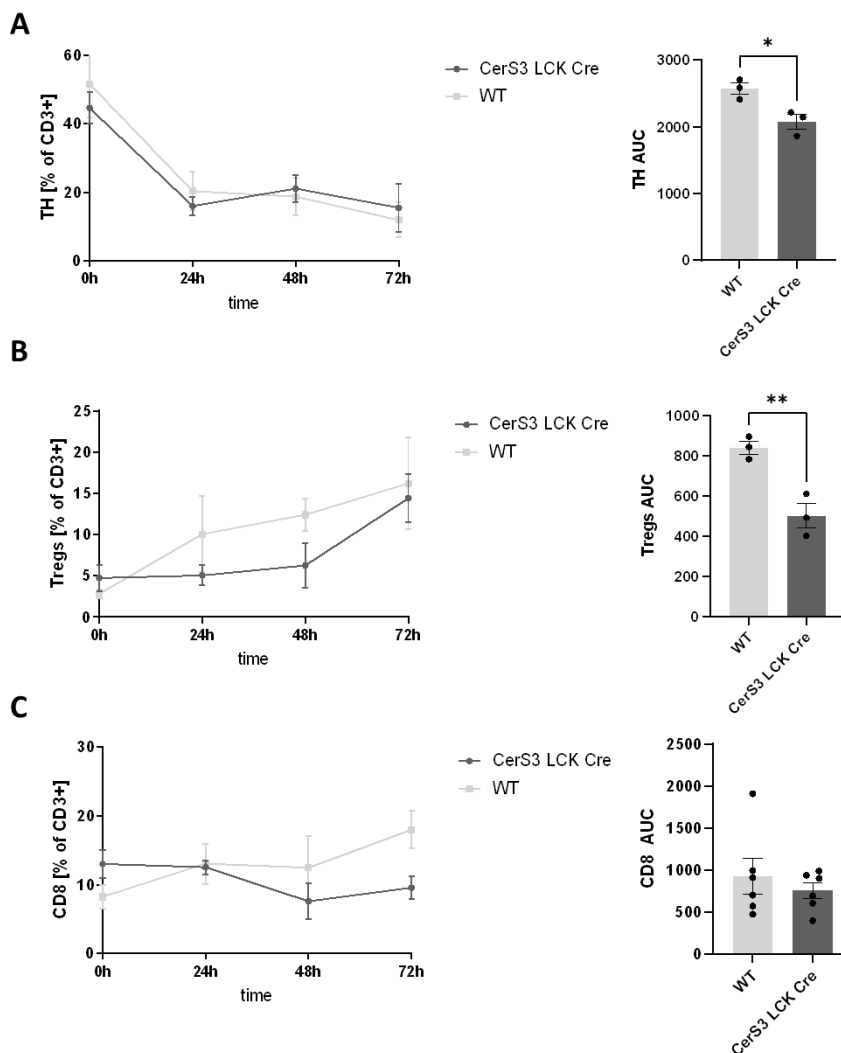 A
TH [% of CD3+]
60
40
20
0
0h 24h 48h 72h
time
CerS3 LCK Cre
WT
TH AUC
3000
2000
1000
0
*
WT
CerS3 LCK Cre
B
Tregs [% of CD3+]
25
20
15
10
5
0
0h 24h 48h 72h
time
CerS3 LCK Cre
WT
Tregs AUC
1000
800
600
400
200
0
**
WT
CerS3 LCK Cre
C
CD8 [% of CD3+]
30
20
10
0
0h 24h 48h 72h
time
CerS3 LCK Cre
WT
CD8 AUC
2500
2000
1500
1000
500
0
WT
CerS3 LCK Cre